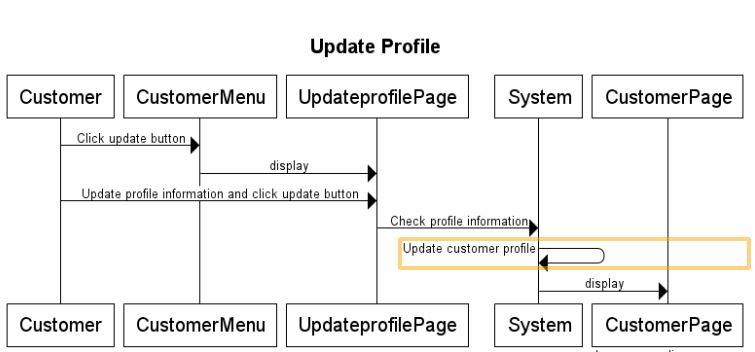 Update Profile
Customer CustomerMenu UpdateprofilePage System CustomerPage
Click update button
display
Update profile information and click update button
Check profile information
Update customer profile
display
Customer CustomerMenu UpdateprofilePage System CustomerPage